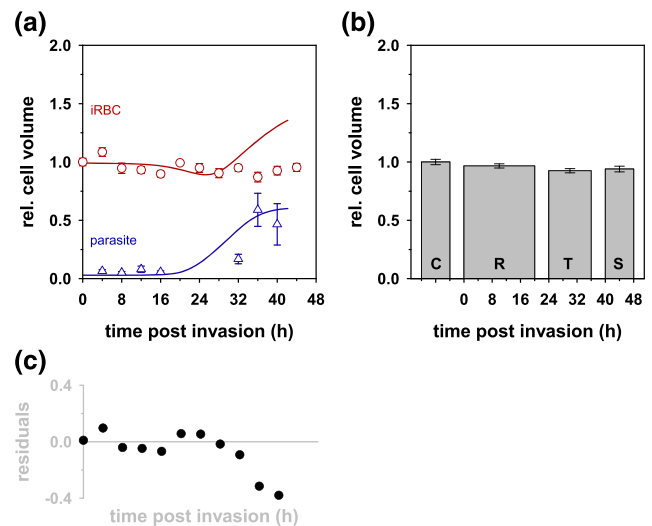 (a)
2.0
1.5
1.0
0.5
0.0
rel. cell volume
iRBC
parasite
0 8 16 24 32 40 48
time post invasion (h)
(b)
2.0
1.5
1.0
0.5
0.0
rel. cell volume
C R T S
0 8 16 24 32 40 48
time post invasion (h)
(c)
0.4
0.0
-0.4
residuals
time post invasion (h)